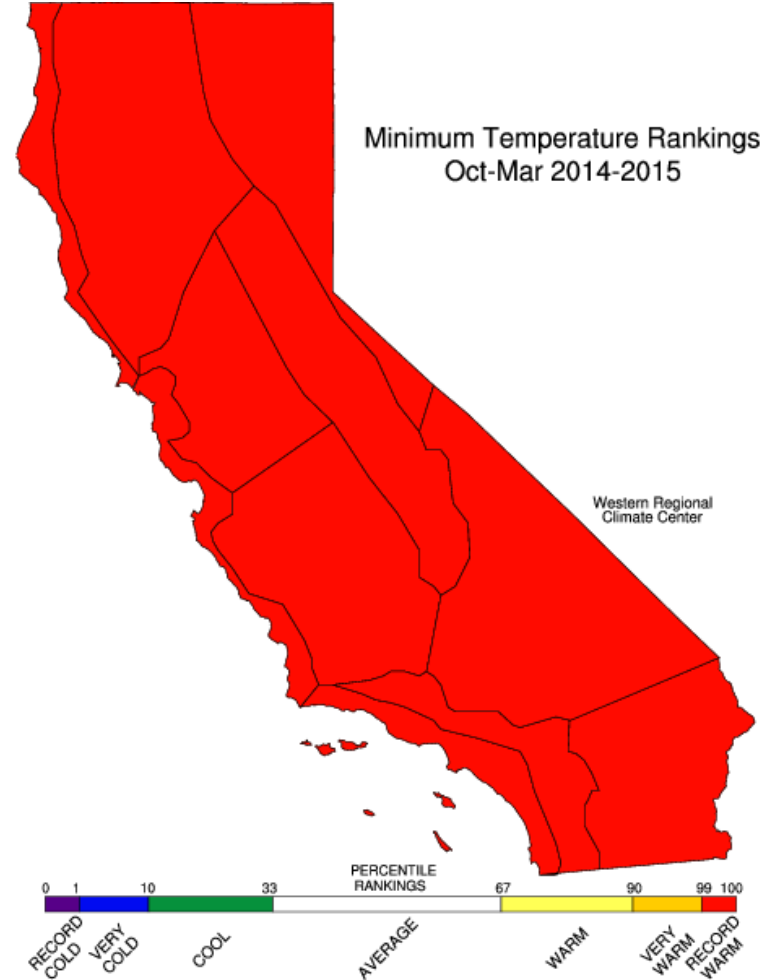 Minimum Temperature Rankings
Oct-Mar 2014-2015
Western Regional
Climate Center
PERCENTILE
RANKINGS
0 1 10 33 67 90 99 100
RECORD
COLD
VERY
COLD
COOL
AVERAGE
WARM
VERY
WARM
RECORD
WARM